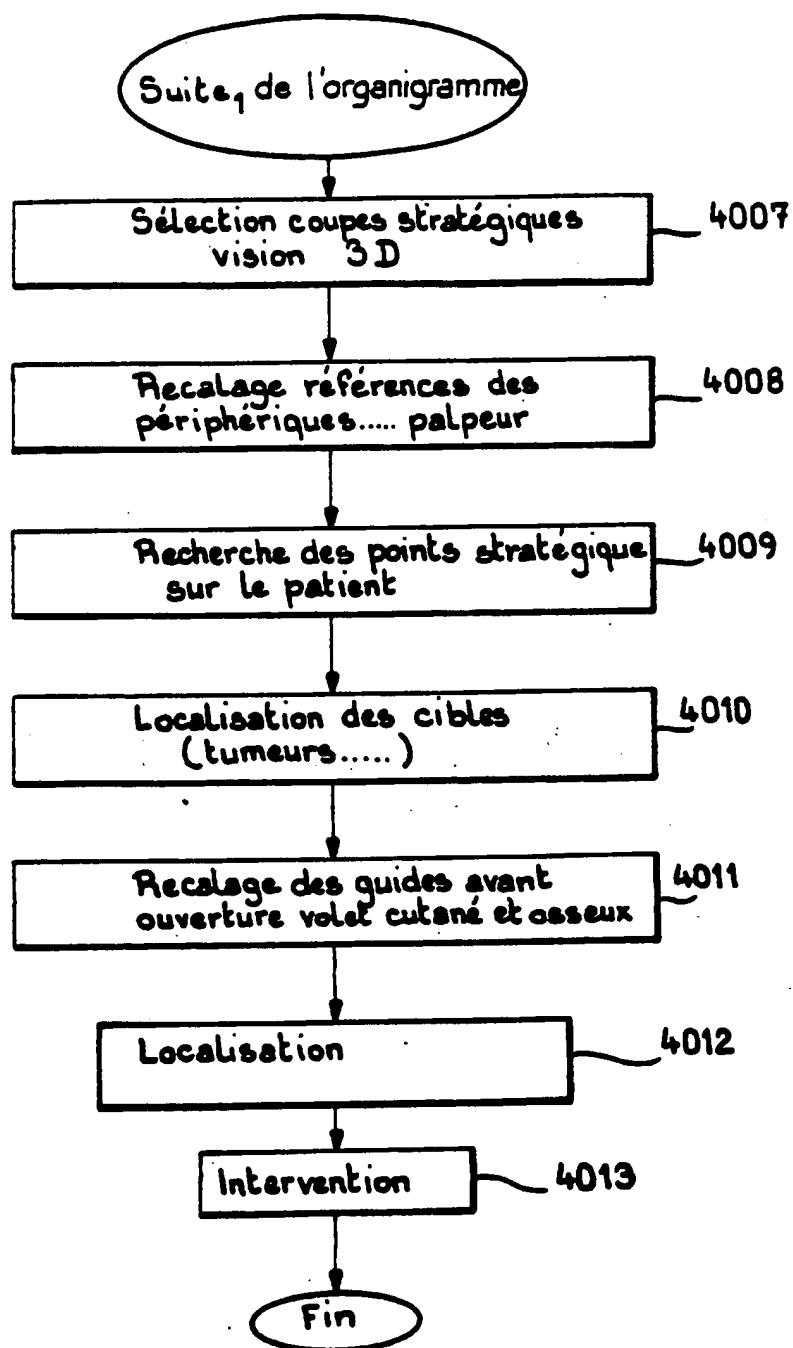 Suite, de l'organigramme
Sélection coupes stratégiques
vision 3D
4007
Recalage références des
périphériques..... palpeur
4008
Recherche des points stratégique
sur le patient
4009
Localisation des cibles
(tumeurs.....)
4010
Recalage des guides avant
ouverture volet cutané et osseux
4011
Localisation
4012
Intervention
4013
Fin